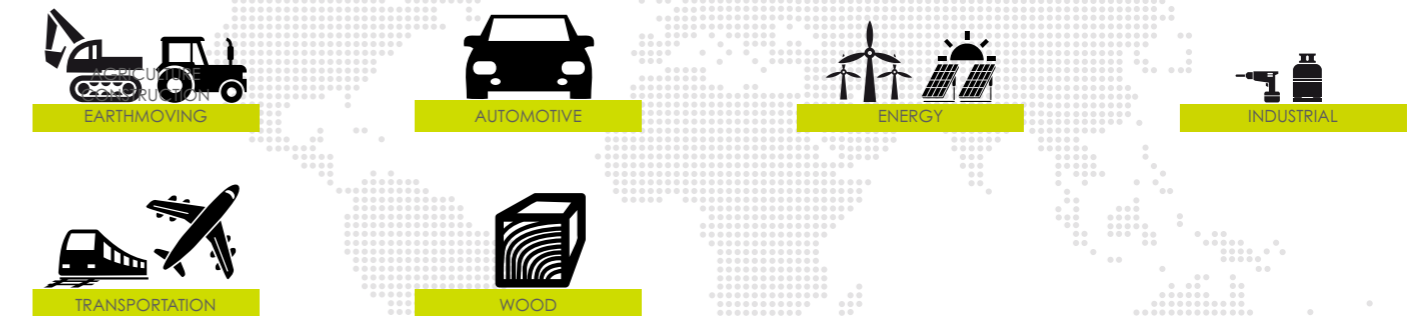 AGRICULTURE
CONSTRUCTION
EARTHMOVING
AUTOMOTIVE
ENERGY
INDUSTRIAL
TRANSPORTATION
WOOD